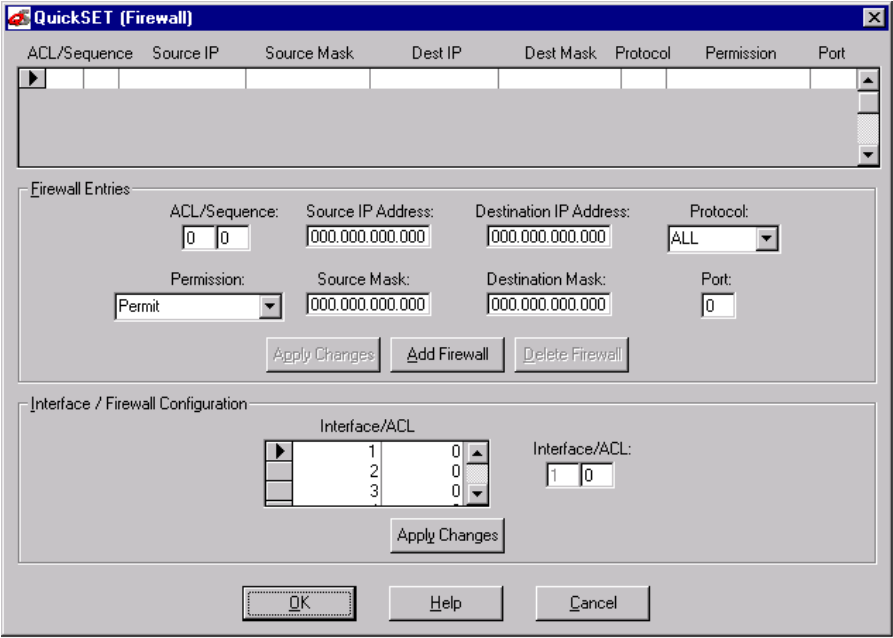 QuickSET (Firewall)
ACL/Sequence Source IP Source Mask Dest IP Dest Mask Protocol Permission Port
Firewall Entries
ACL/Sequence: Source IP Address: Destination IP Address: Protocol:
0 0 000.000.000.000 000.000.000.000 ALL
Permission: Source Mask: Destination Mask: Port:
Permit 000.000.000.000 000.000.000.000 0
Apply Changes Add Firewall Delete Firewall
Interface / Firewall Configuration
Interface/ACL
1 0
2 0
3 0
Interface/ACL:
1 0
Apply Changes
OK Help Cancel